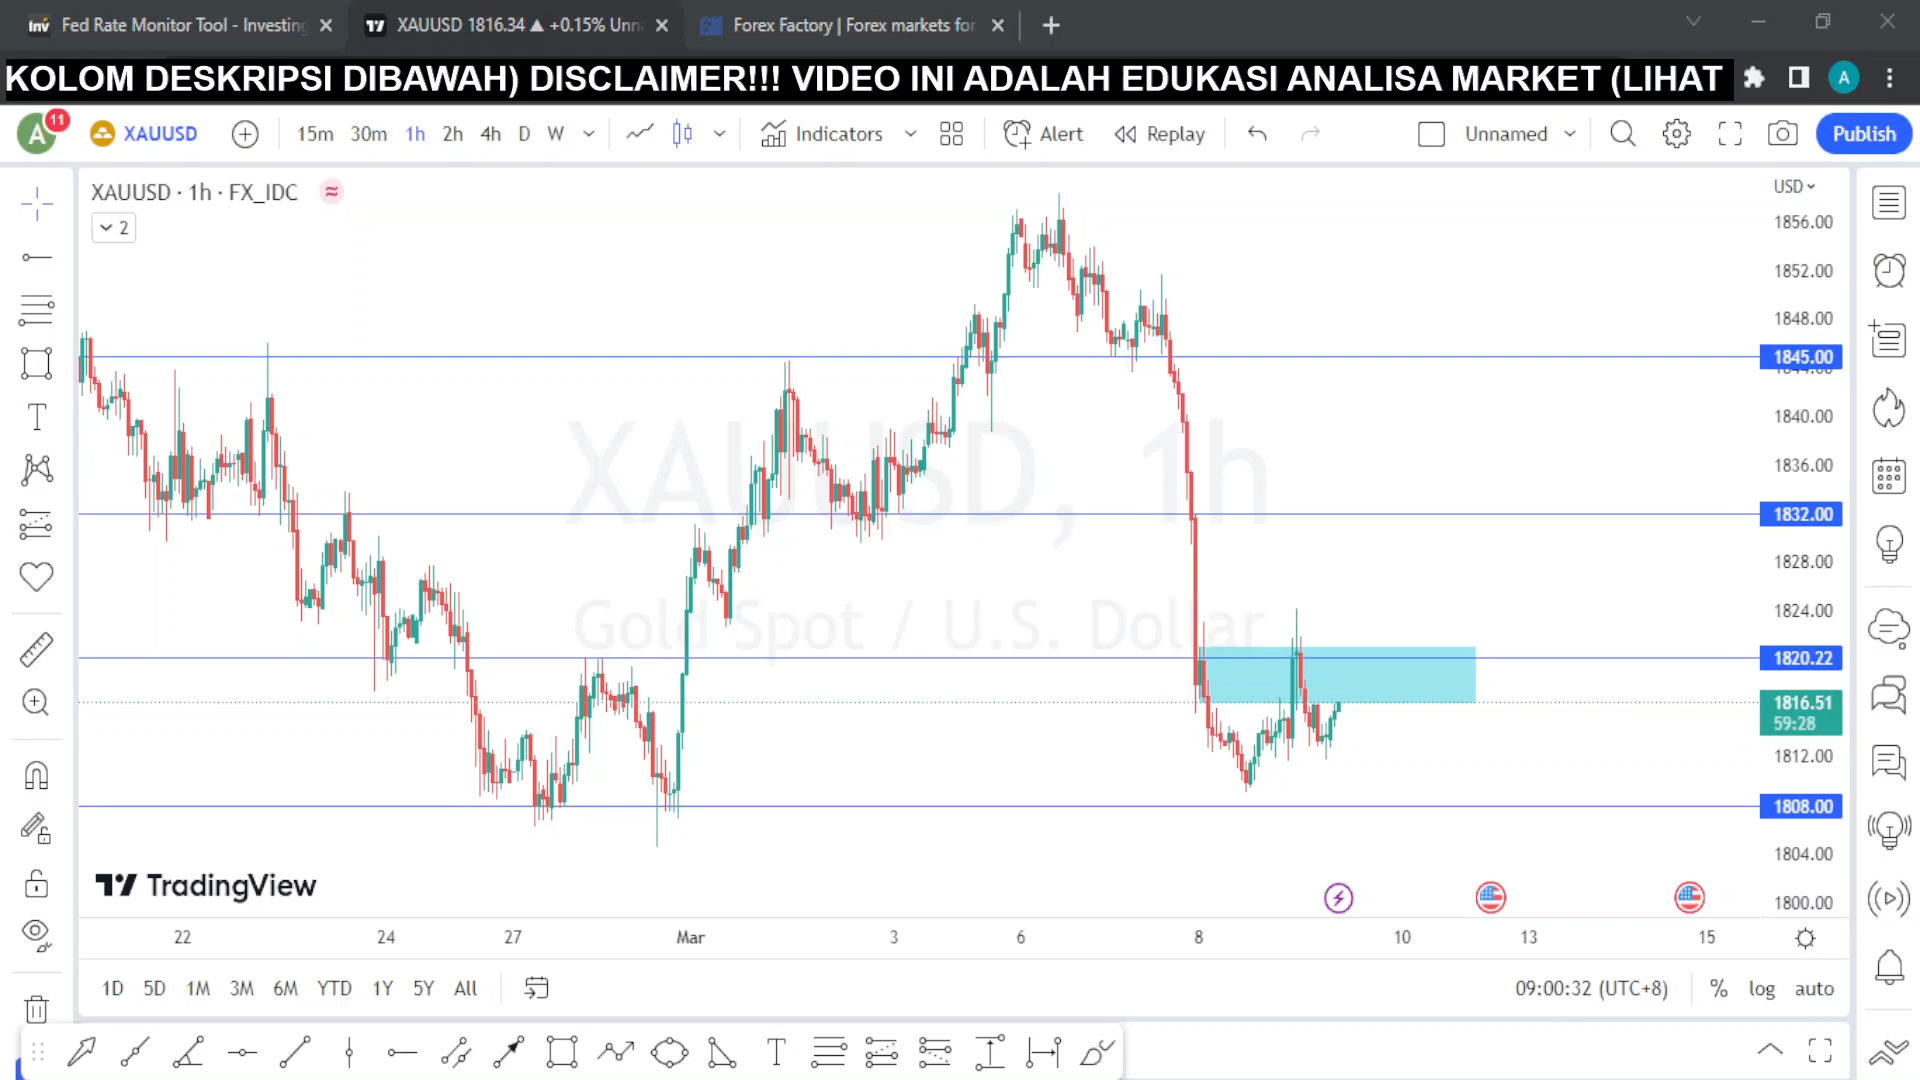 Fed Rate Monitor Tool - Investing
XAUUSD 1816.34 ▲ +0.15% Unn
Forex Factory | Forex markets for
KOLOM DESKRIPSI DIBAWAH) DISCLAIMER!!! VIDEO INI ADALAH EDUKASI ANALISA MARKET (LIHAT
A
A 11 XAUUSD 15m 30m 1h 2h 4h D W Indicators Alert Replay Unnamed Publish
XAUUSD · 1h · FX_IDC
2
USD
1856.00
1852.00
1848.00
1845.00
1840.00
1836.00
1832.00
1828.00
1824.00
1820.22
1816.51
59:28
1812.00
1808.00
1804.00
1800.00
XAUUSD, 1h
Gold Spot / U.S. Dollar
TradingView
22 24 27 Mar 3 6 8 10 13 15
1D 5D 1M 3M 6M YTD 1Y 5Y All 09:00:32 (UTC+8) % log auto